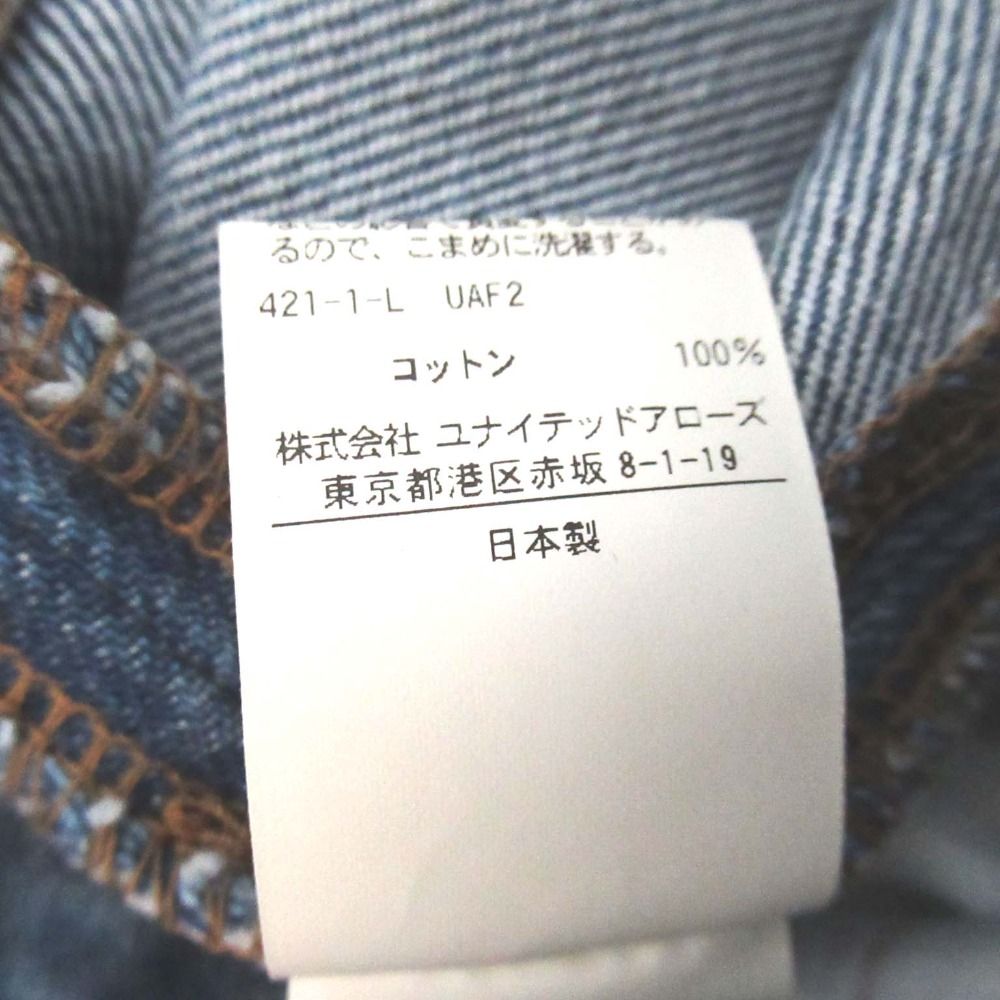 るので、こまめに洗濯する。
421-1-L UAF2
コットン 100%
株式会社 ユナイテッドアローズ
東京都港区赤坂 8-1-19
日本製